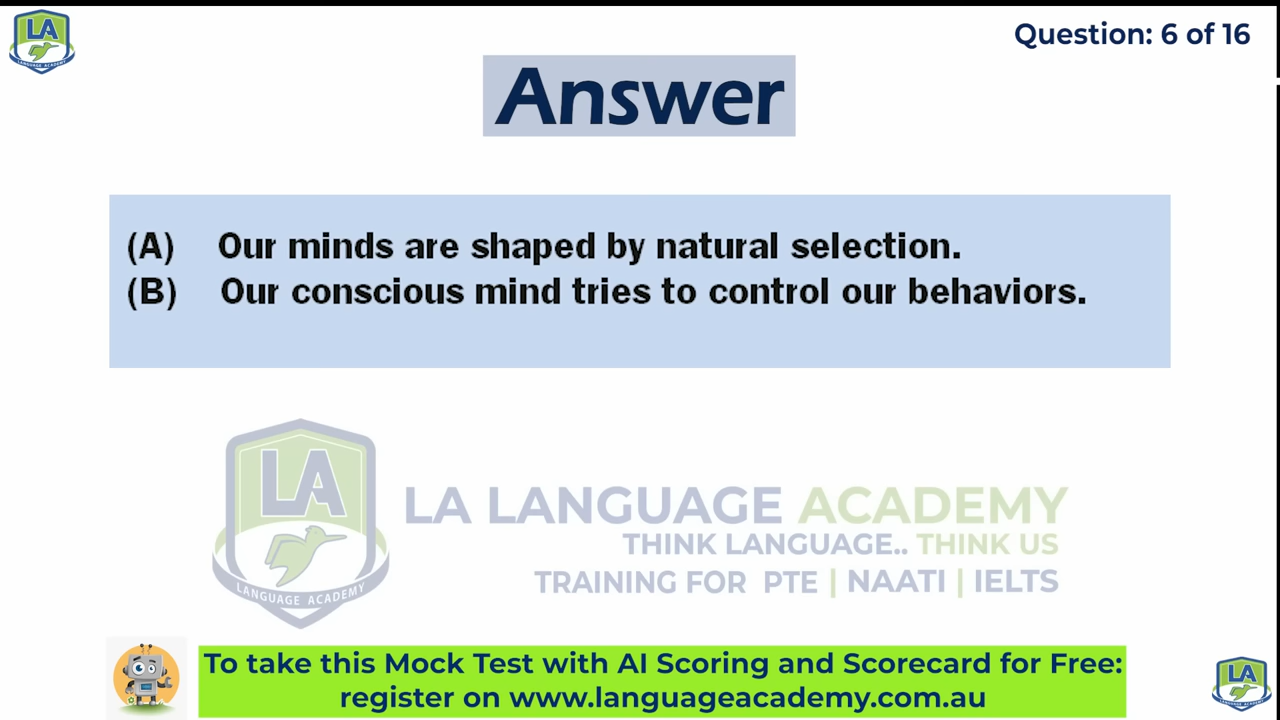 LA
LANGUAGE ACADEMY
Question: 6 of 16
Answer
(A) Our minds are shaped by natural selection.
(B) Our conscious mind tries to control our behaviors.
LA
LANGUAGE ACADEMY
LA LANGUAGE ACADEMY
THINK LANGUAGE.. THINK US
TRAINING FOR PTE | NAATI | IELTS
To take this Mock Test with AI Scoring and Scorecard for Free:
register on www.languageacademy.com.au
LA
LANGUAGE ACADEMY